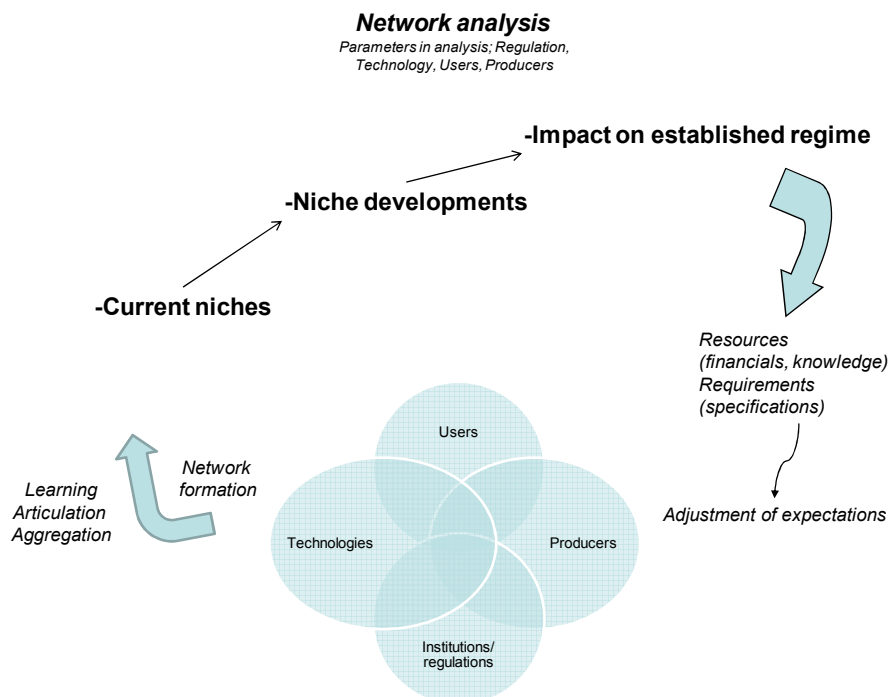 Network analysis
Parameters in analysis; Regulation,
Technology, Users, Producers
-Impact on established regime
-Niche developments
-Current niches
Resources
(financials, knowledge)
Requirements
(specifications)
Adjustment of expectations
Network
formation
Learning
Articulation
Aggregation
Users
Technologies
Producers
Institutions/
regulations